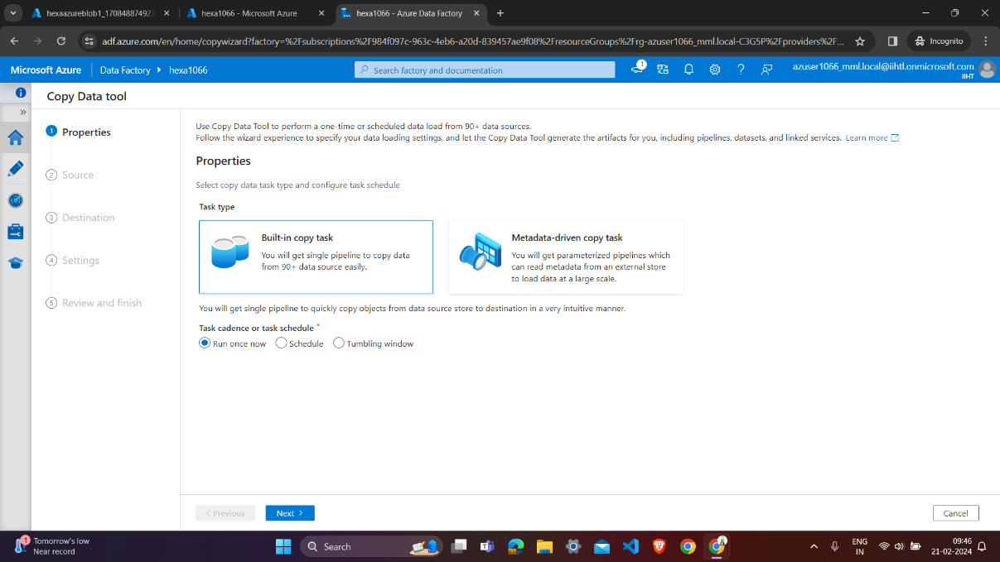 hexaazureblob1_170848874923
hexa1066 - Microsoft Azure
hexa1066 - Azure Data Factory
adf.azure.com/en/home/copywizard?factory=%2Fsubscriptions%2F984f097c-963c-4eb6-a20d-839457ae9f08%2FresourceGroups%2Frg-azuser1066_mml.local-C3G5P%2Fproviders%2F...
Incognito
Microsoft Azure
Data Factory
hexa1066
Search factory and documentation
1
azuser1066_mml.local@iihtl.onmicrosoft.com
IIHT
Copy Data tool
1 Properties
2 Source
3 Destination
4 Settings
5 Review and finish
Use Copy Data Tool to perform a one-time or scheduled data load from 90+ data sources.
Follow the wizard experience to specify your data loading settings, and let the Copy Data Tool generate the artifacts for you, including pipelines, datasets, and linked services. Learn more
Properties
Select copy data task type and configure task schedule
Task type
Built-in copy task
You will get single pipeline to copy data
from 90+ data source easily.
Metadata-driven copy task
You will get parameterized pipelines which
can read metadata from an external store
to load data at a large scale.
You will get single pipeline to quickly copy objects from data source store to destination in a very intuitive manner.
Task cadence or task schedule *
Run once now
Schedule
Tumbling window
< Previous
Next >
Cancel
1
Tomorrow's low
Near record
Search
ENG
IN
09:46
21-02-2024